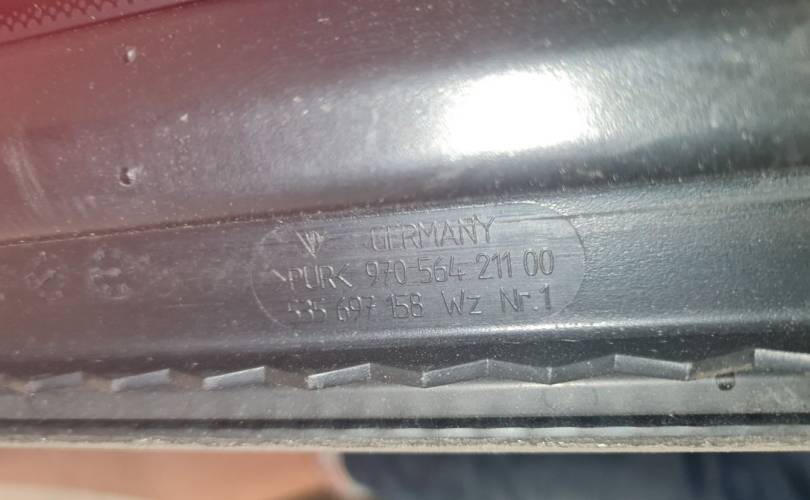 GERMANY
>PUR< 970 564 211 00
535 697 158 Wz Nr.1